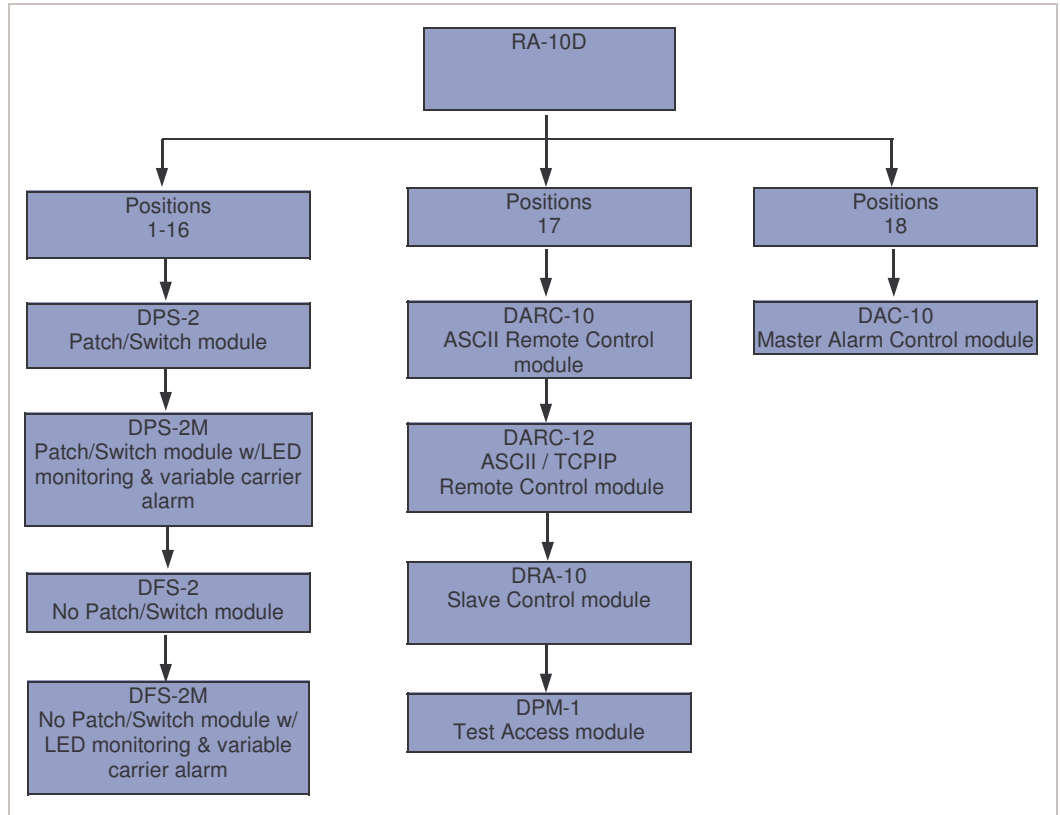 RA-10D
Positions
1-16
DPS-2
Patch/Switch module
DPS-2M
Patch/Switch module w/LED
monitoring & variable carrier
alarm
DFS-2
No Patch/Switch module
DFS-2M
No Patch/Switch module w/
LED monitoring & variable
carrier alarm
Positions
17
DARC-10
ASCII Remote Control
module
DARC-12
ASCII / TCPIP
Remote Control module
DRA-10
Slave Control module
DPM-1
Test Access module
Positions
18
DAC-10
Master Alarm Control module